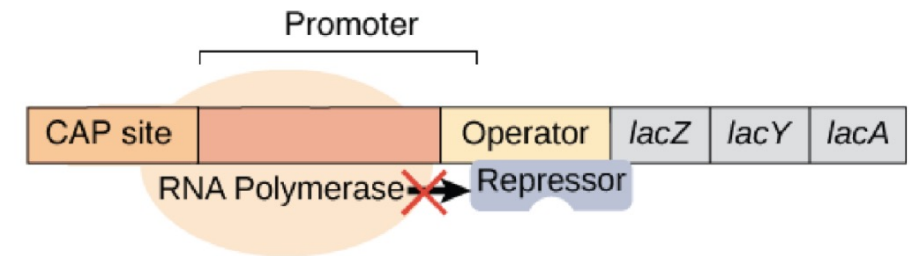 Promoter
CAP site Operator lacZ lacY lacA
RNA Polymerase Repressor